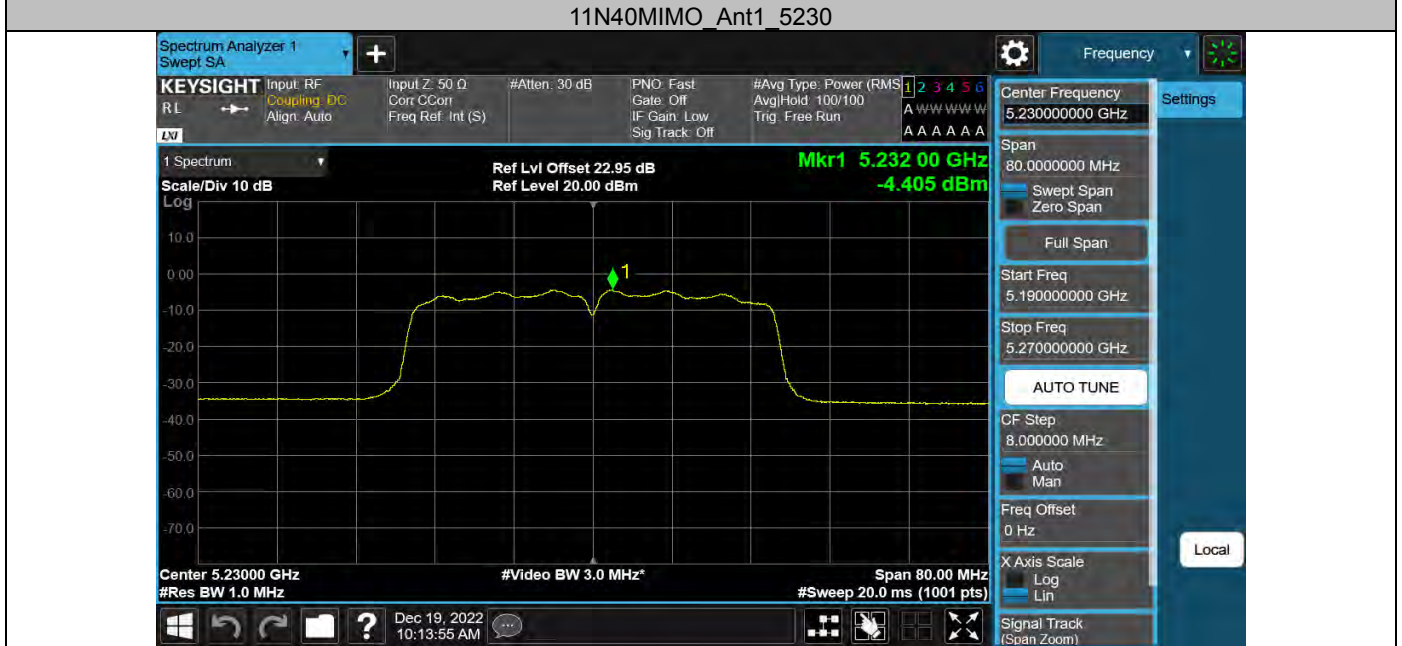 11N40MIMO_Ant1_5230
Spectrum Analyzer 1
Swept SA
+
Frequency
KEYSIGHT
RL
LXI
Input: RF
Coupling: DC
Align: Auto
Input Z: 50 Ω
Corr CCorr
Freq Ref: Int (S)
#Atten: 30 dB
PNO: Fast
Gate: Off
IF Gain: Low
Sig Track: Off
#Avg Type: Power (RMS
Avg|Hold: 100/100
Trig: Free Run
1 2 3 4 5 6
A W W W W W
A A A A A A
1 Spectrum
Scale/Div 10 dB
Log
Ref Lvl Offset 22.95 dB
Ref Level 20.00 dBm
Mkr1 5.232 00 GHz
-4.405 dBm
10.0
0.00
-10.0
-20.0
-30.0
-40.0
-50.0
-60.0
-70.0
1
Center 5.23000 GHz
#Res BW 1.0 MHz
#Video BW 3.0 MHz*
Span 80.00 MHz
#Sweep 20.0 ms (1001 pts)
Center Frequency
5.230000000 GHz
Settings
Span
80.0000000 MHz
Swept Span
Zero Span
Full Span
Start Freq
5.190000000 GHz
Stop Freq
5.270000000 GHz
AUTO TUNE
CF Step
8.000000 MHz
Auto
Man
Freq Offset
0 Hz
X Axis Scale
Log
Lin
Local
Signal Track
(Span Zoom)
?
Dec 19, 2022
10:13:55 AM